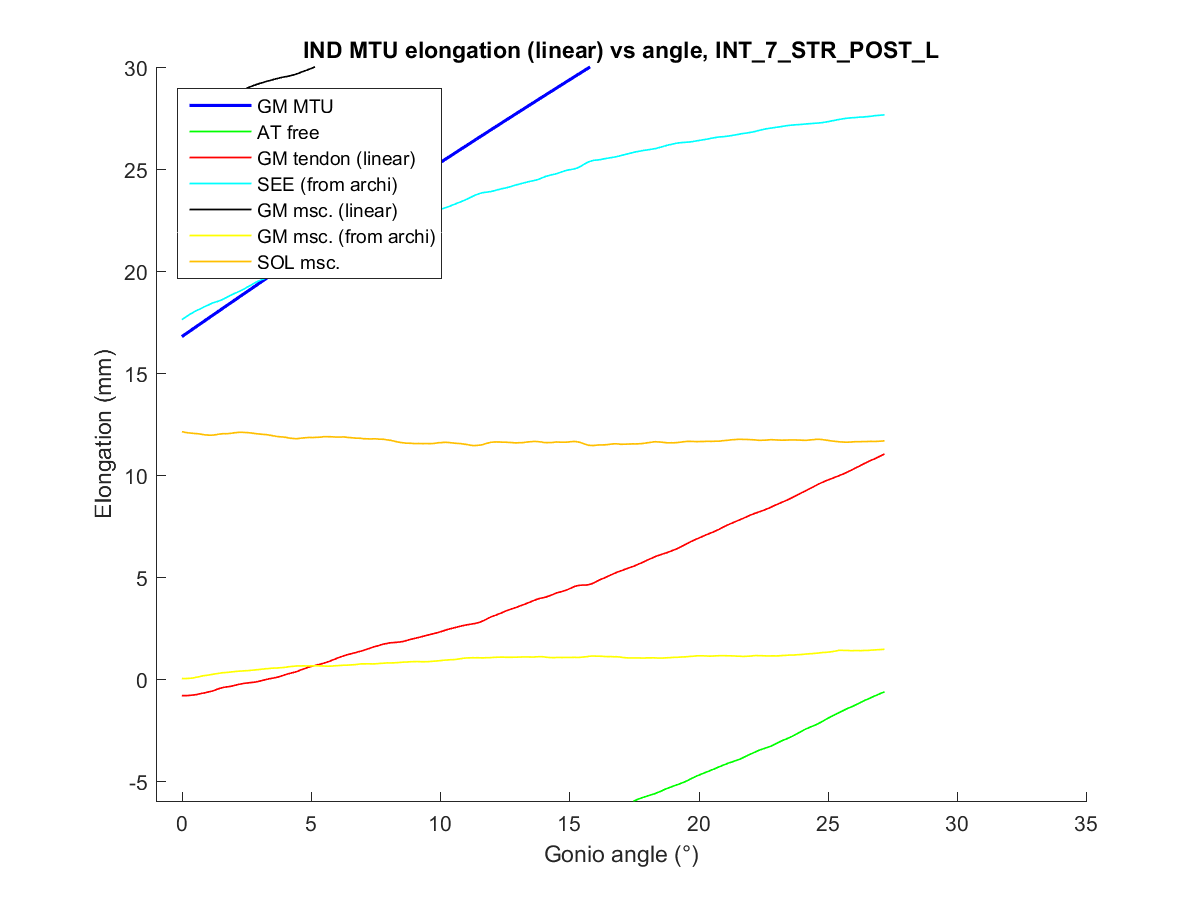 IND MTU elongation (linear) vs angle, INT_7_STR_POST_L
30
25
20
15
10
5
0
-5
Elongation (mm)
GM MTU
AT free
GM tendon (linear)
SEE (from archi)
GM msc. (linear)
GM msc. (from archi)
SOL msc.
0 5 10 15 20 25 30 35
Gonio angle (°)